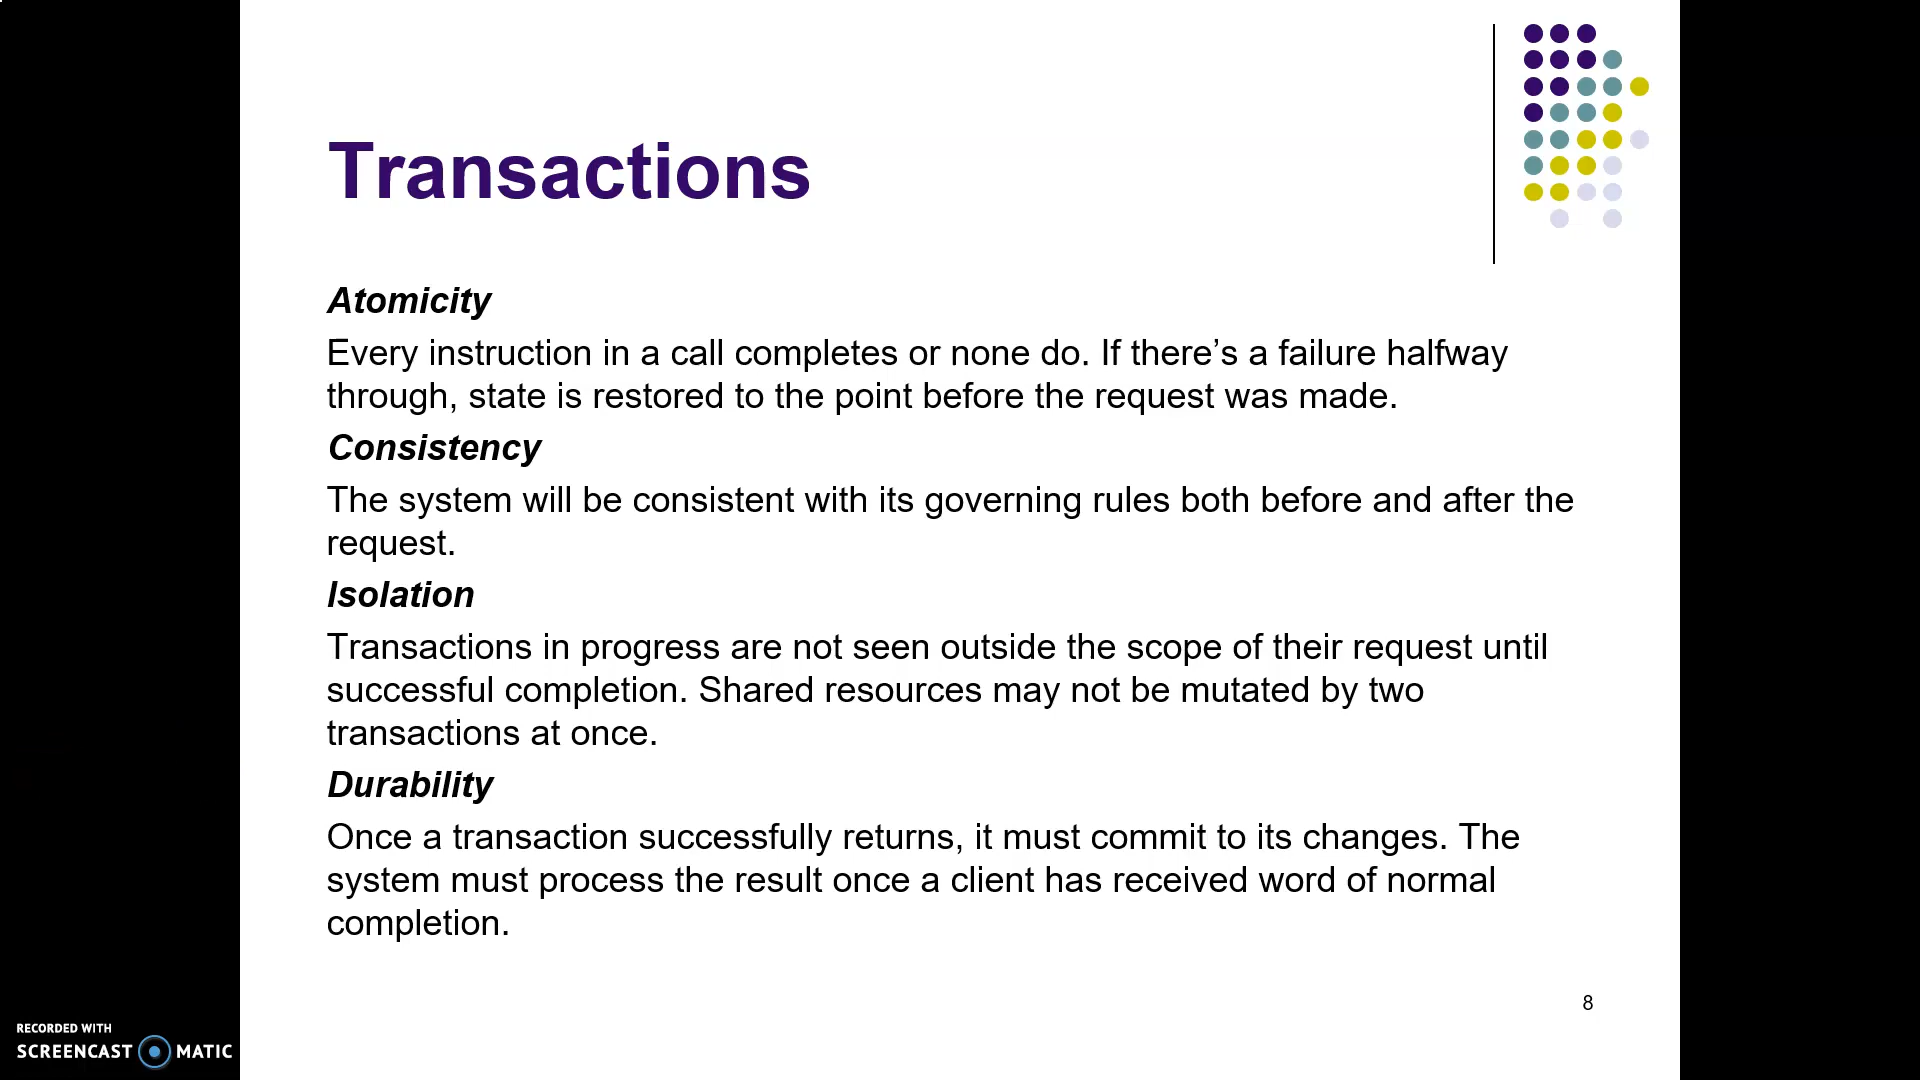 Transactions
Atomicity
Every instruction in a call completes or none do. If there’s a failure halfway
through, state is restored to the point before the request was made.
Consistency
The system will be consistent with its governing rules both before and after the
request.
Isolation
Transactions in progress are not seen outside the scope of their request until
successful completion. Shared resources may not be mutated by two
transactions at once.
Durability
Once a transaction successfully returns, it must commit to its changes. The
system must process the result once a client has received word of normal
completion.
8
RECORDED WITH
SCREENCAST MATIC